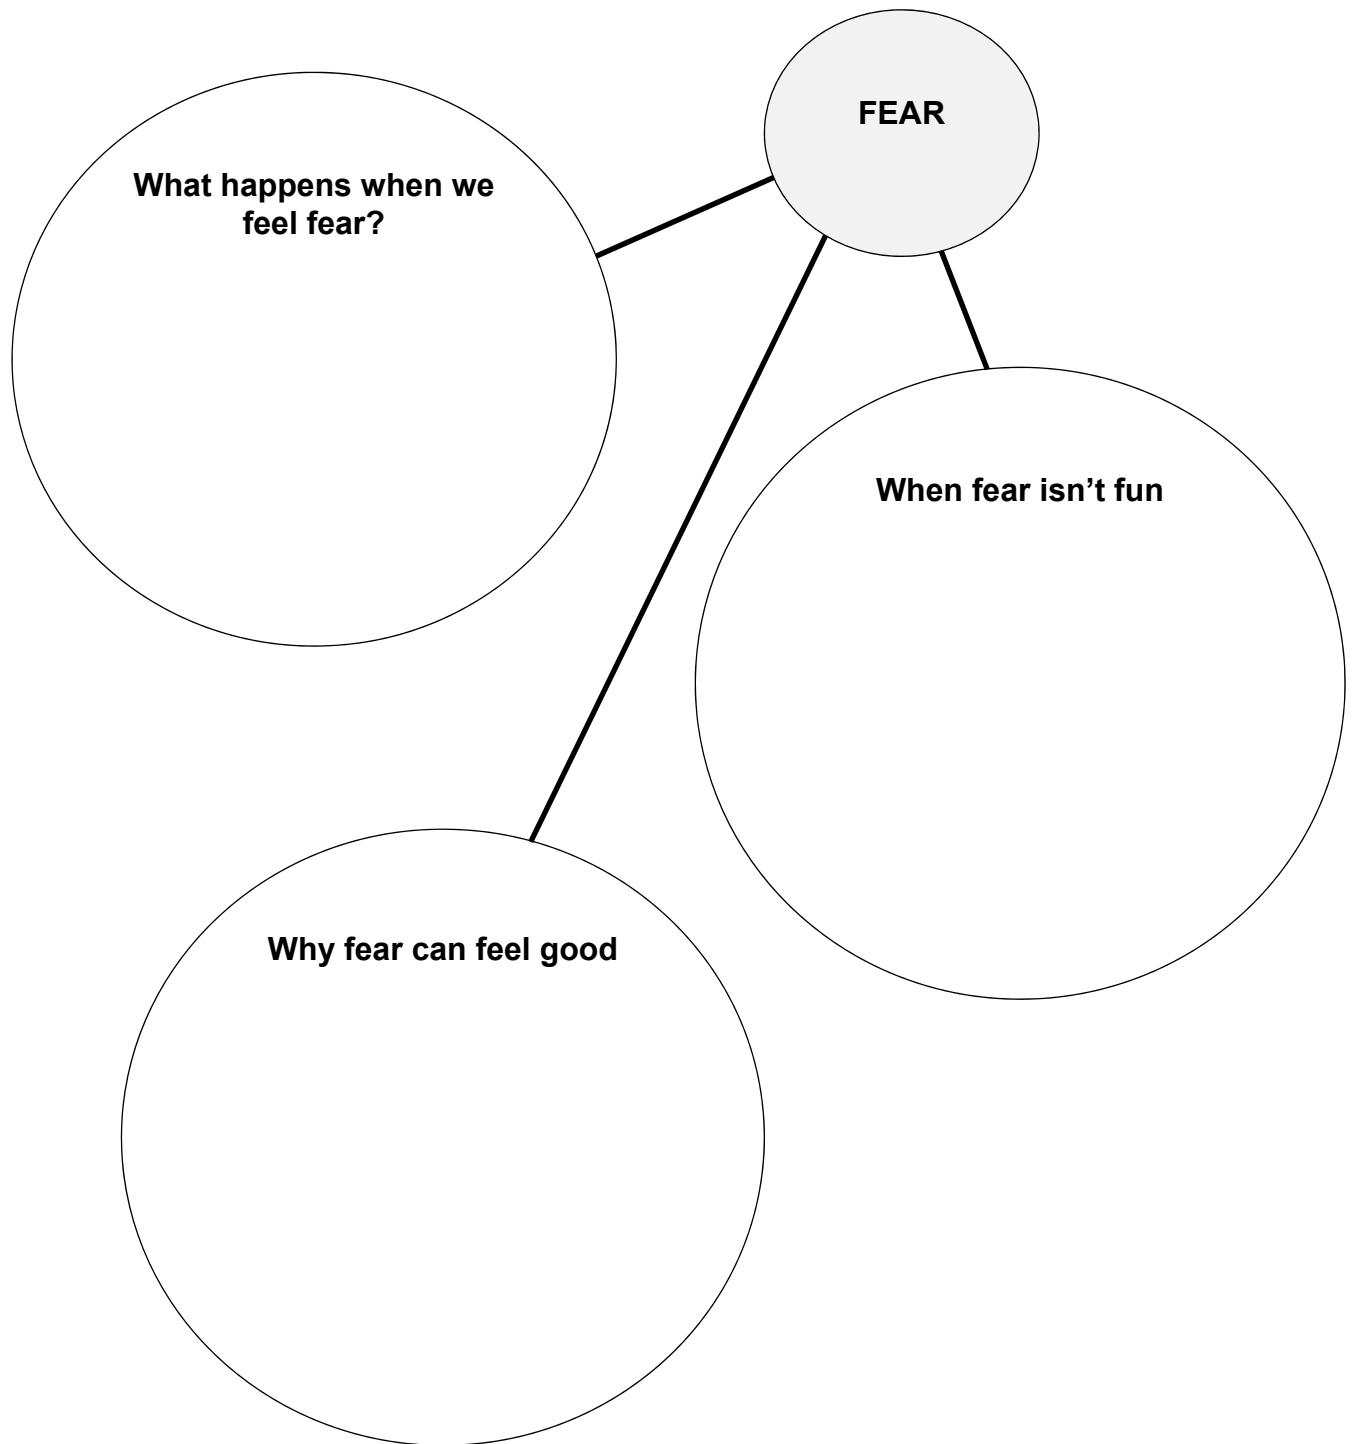 FEAR
What happens when we
feel fear?
When fear isn’t fun
Why fear can feel good